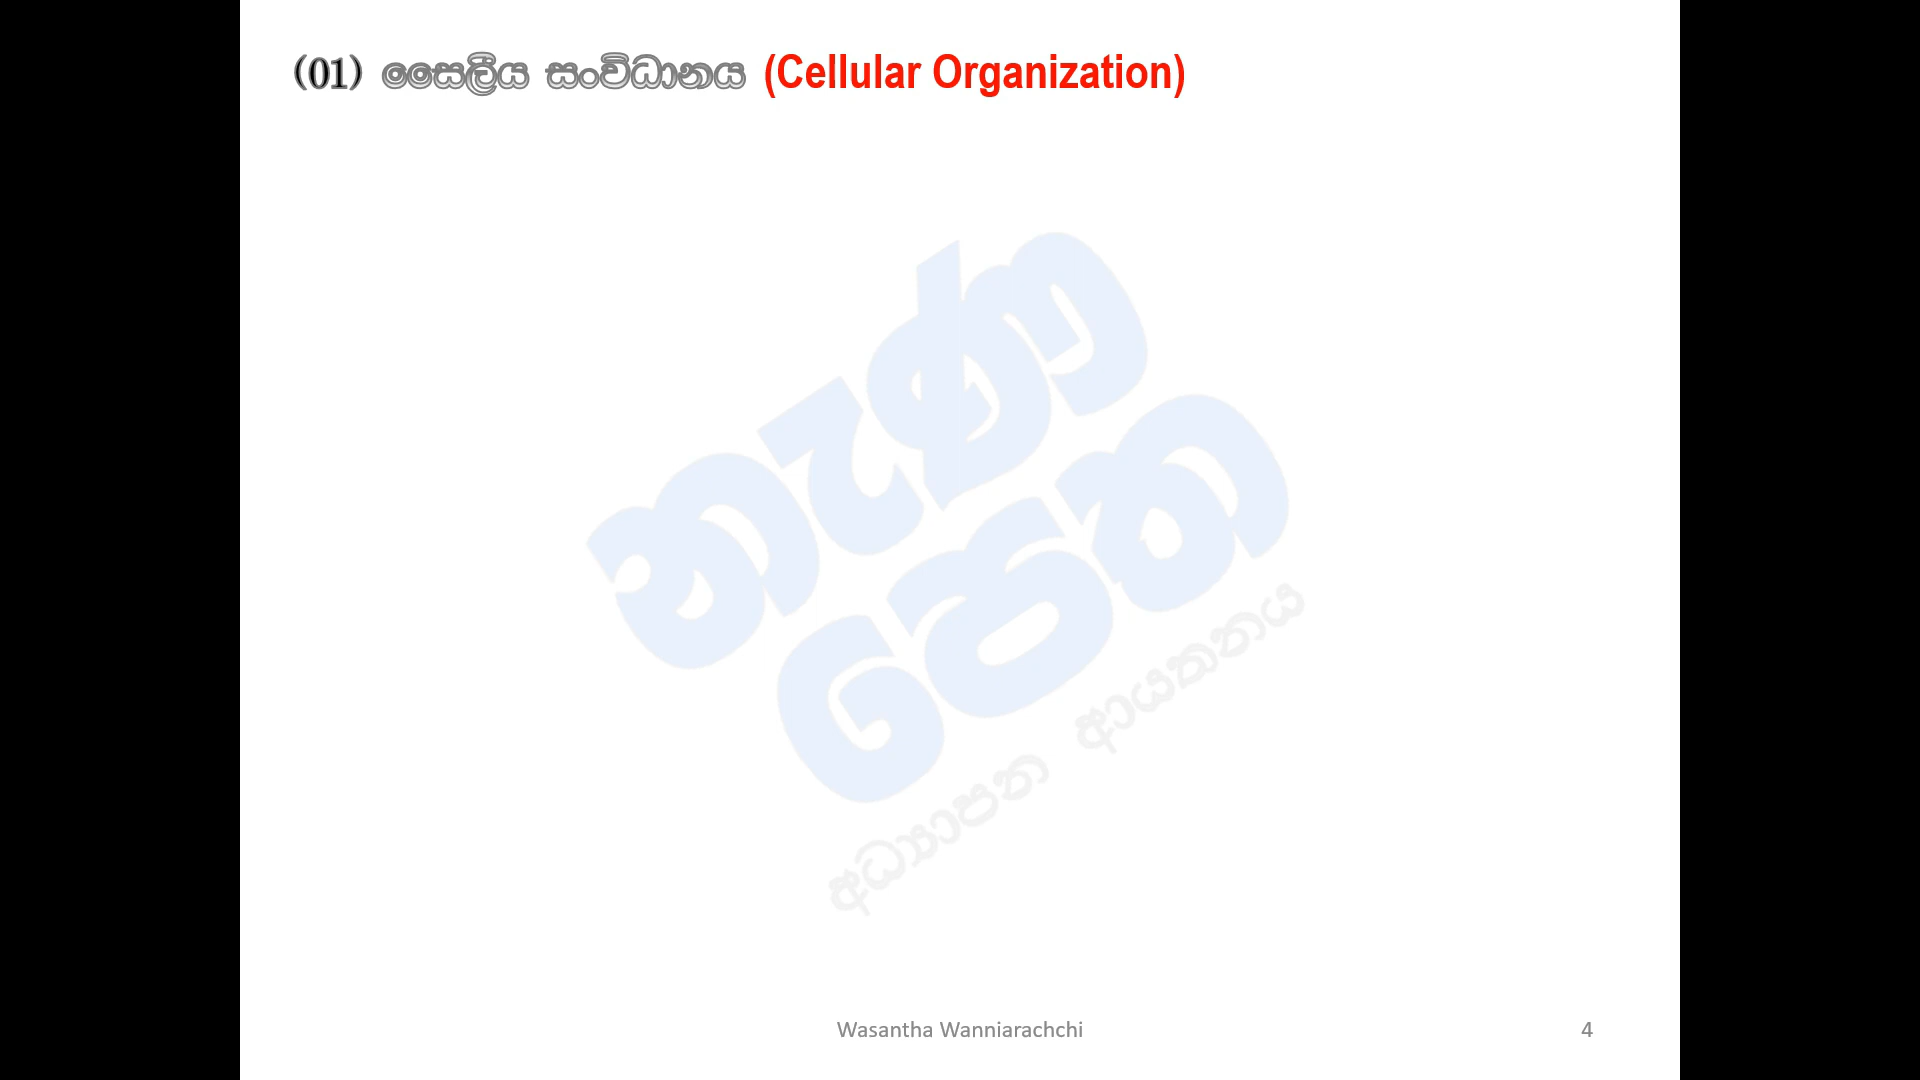 (01) සෛලීය සංවිධානය (Cellular Organization)
නැණ
කෙත
අධ්‍යාපන ආයතනය
Wasantha Wanniarachchi
4